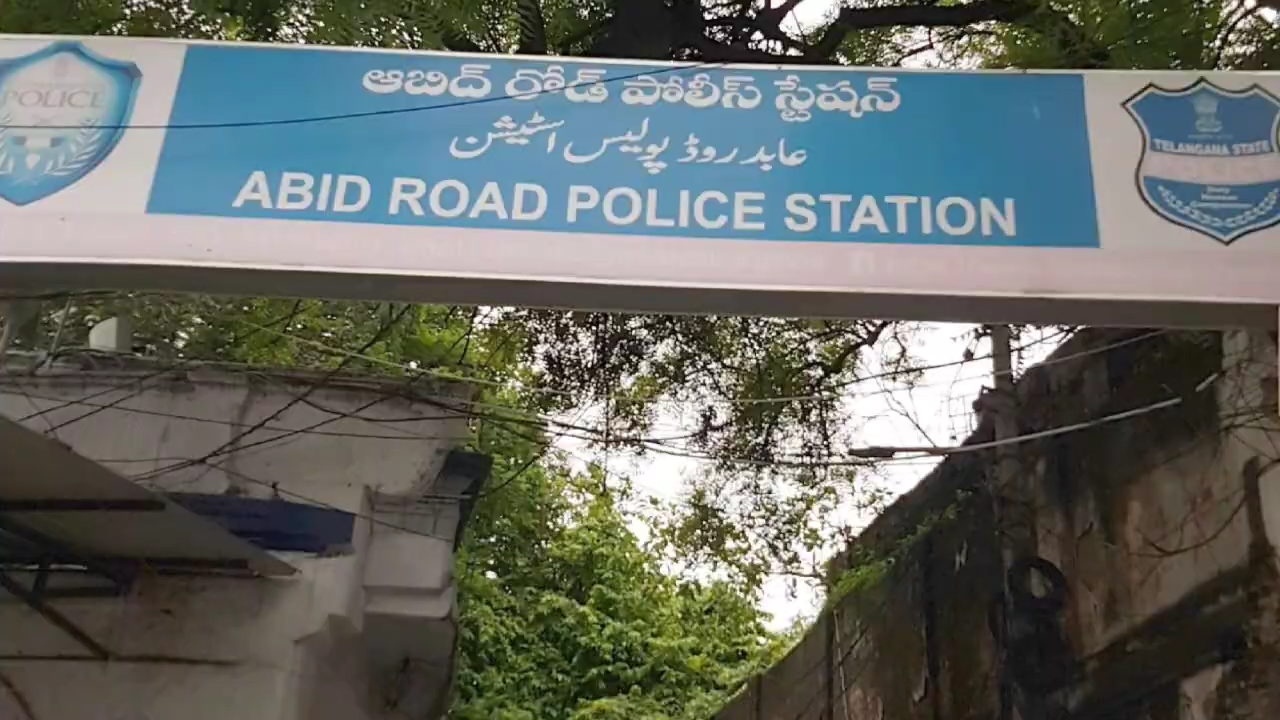 POLICE
ఆబిద్ రోడ్ పోలీస్ స్టేషన్
عابد روڈ پولیس اسٹیشن
ABID ROAD POLICE STATION
TELANGANA STATE